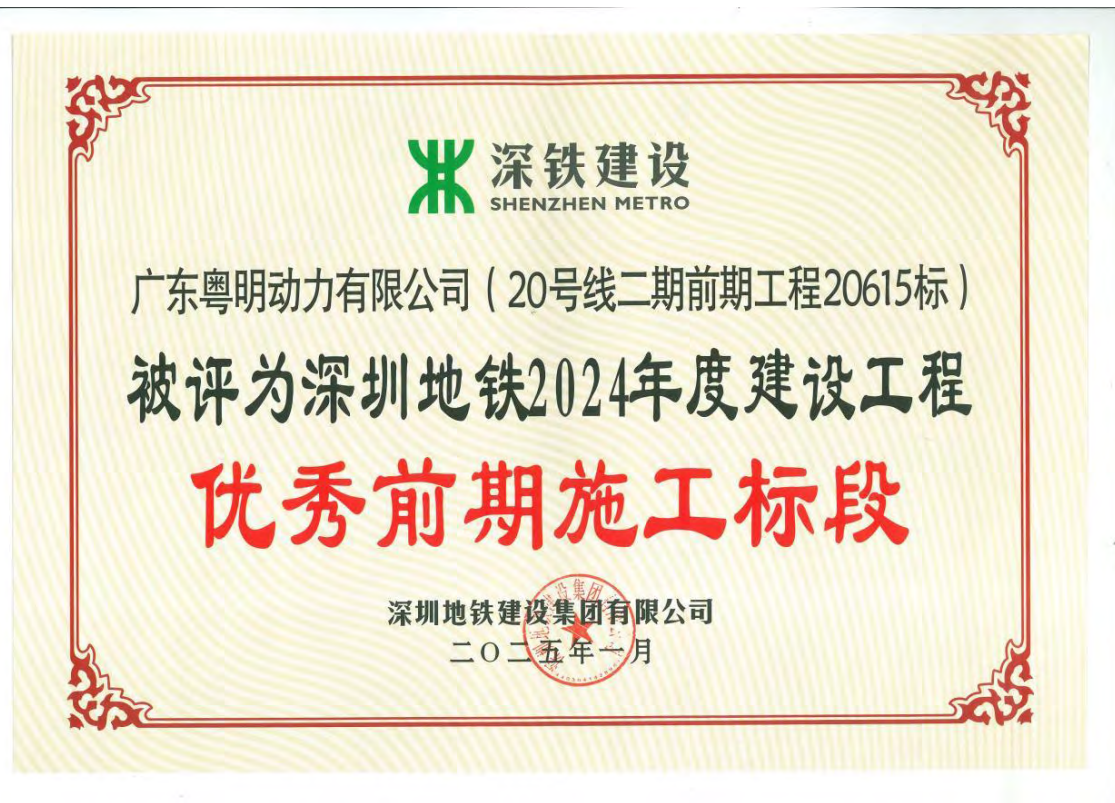 深铁建设
SHENZHEN METRO
广东粤明动力有限公司（20号线二期前期工程20615标）
被评为深圳地铁2024年度建设工程
优秀前期施工标段
深圳地铁建设集团有限公司
二〇二五年一月